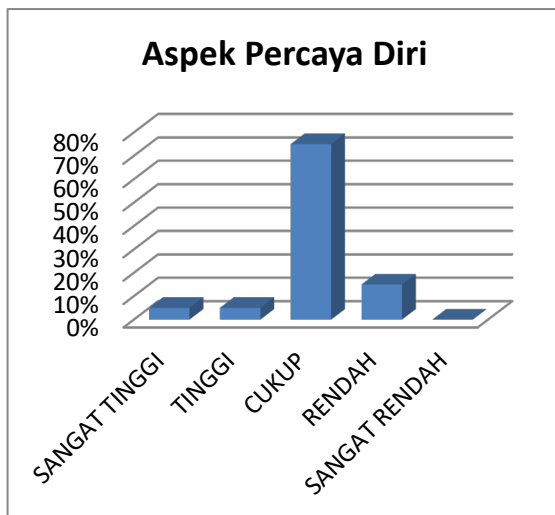 Aspek Percaya Diri
80%
70%
60%
50%
40%
30%
20%
10%
0%
SANGAT TINGGI
TINGGI
CUKUP
RENDAH
SANGAT RENDAH